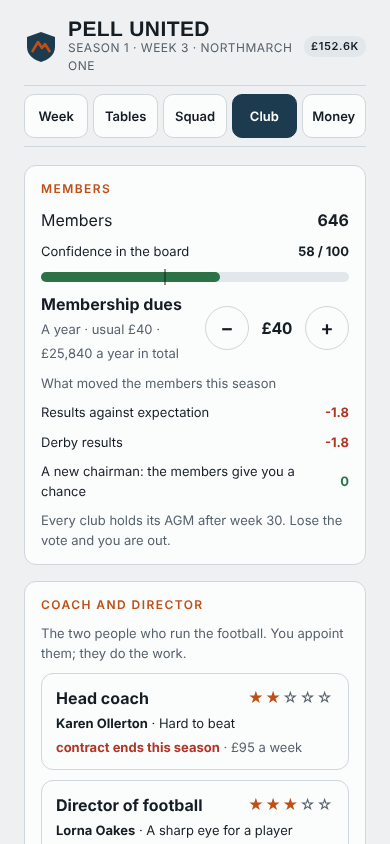 PELL UNITED
SEASON 1 · WEEK 3 · NORTHMARCH
ONE
£152.6K
Week
Tables
Squad
Club
Money
MEMBERS
Members 646
Confidence in the board 58 / 100
Membership dues
A year · usual £40 ·
£25,840 a year in total
− £40 +
What moved the members this season
Results against expectation -1.8
Derby results -1.8
A new chairman: the members give you a
chance 0
Every club holds its AGM after week 30. Lose the
vote and you are out.
COACH AND DIRECTOR
The two people who run the football. You appoint
them; they do the work.
Head coach ★★☆☆☆
Karen Ollerton · Hard to beat
contract ends this season · £95 a week
Director of football ★★★☆☆
Lorna Oakes · A sharp eye for a player